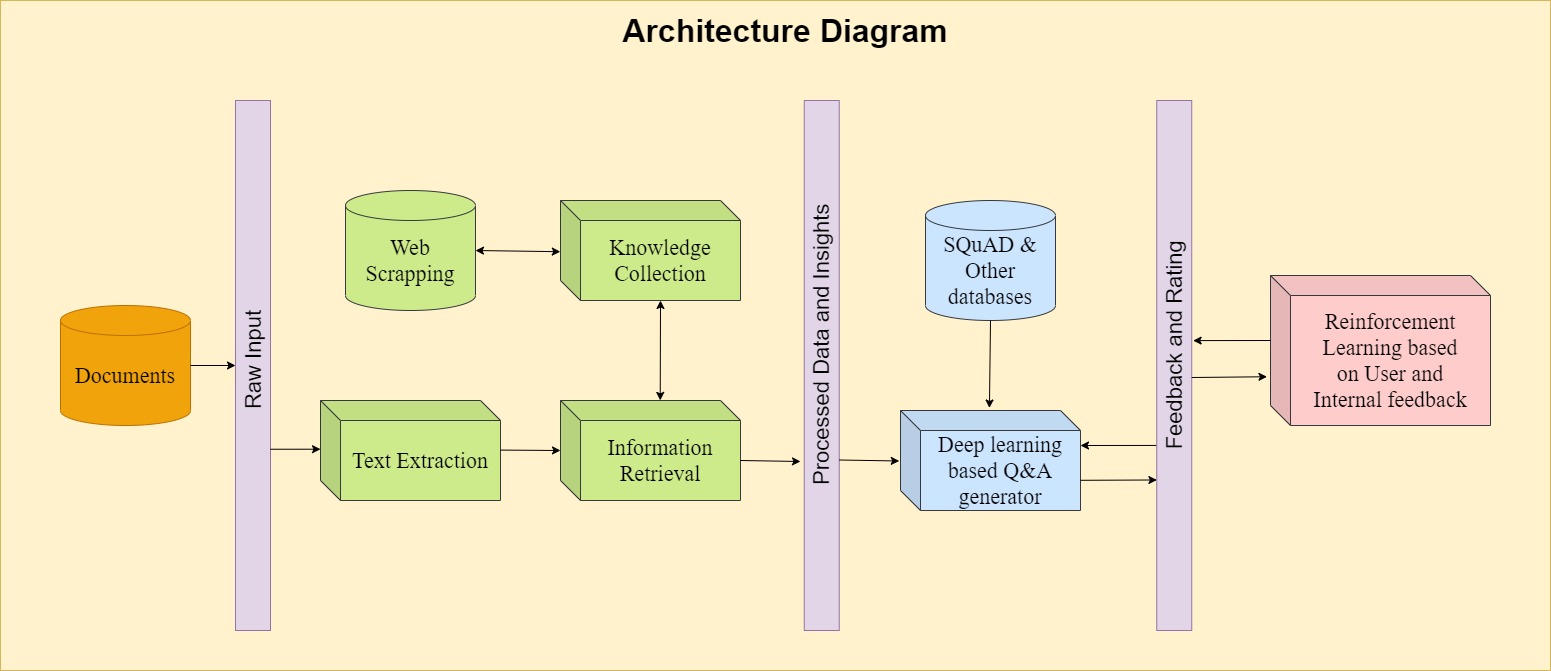 Architecture Diagram
Documents
Raw Input
Web
Scrapping
Knowledge
Collection
Text Extraction
Information
Retrieval
Processed Data and Insights
SQuAD &
Other
databases
Deep learning
based Q&A
generator
Feedback and Rating
Reinforcement
Learning based
on User and
Internal feedback